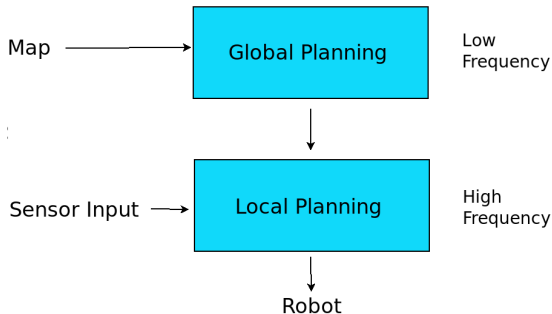 Map
Global Planning
Low
Frequency
Sensor Input
Local Planning
High
Frequency
Robot